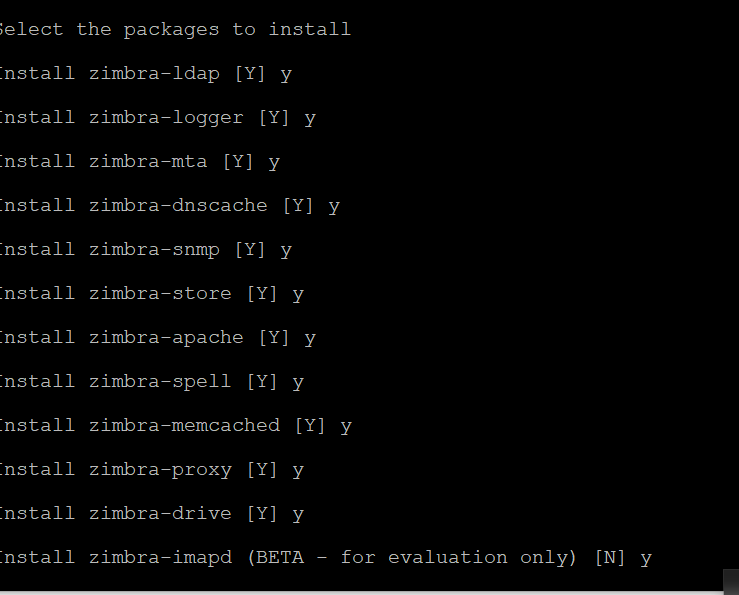 Select the packages to install
Install zimbra-ldap [Y] y
Install zimbra-logger [Y] y
Install zimbra-mta [Y] y
Install zimbra-dnscache [Y] y
Install zimbra-snmp [Y] y
Install zimbra-store [Y] y
Install zimbra-apache [Y] y
Install zimbra-spell [Y] y
Install zimbra-memcached [Y] y
Install zimbra-proxy [Y] y
Install zimbra-drive [Y] y
Install zimbra-imapd (BETA - for evaluation only) [N] y